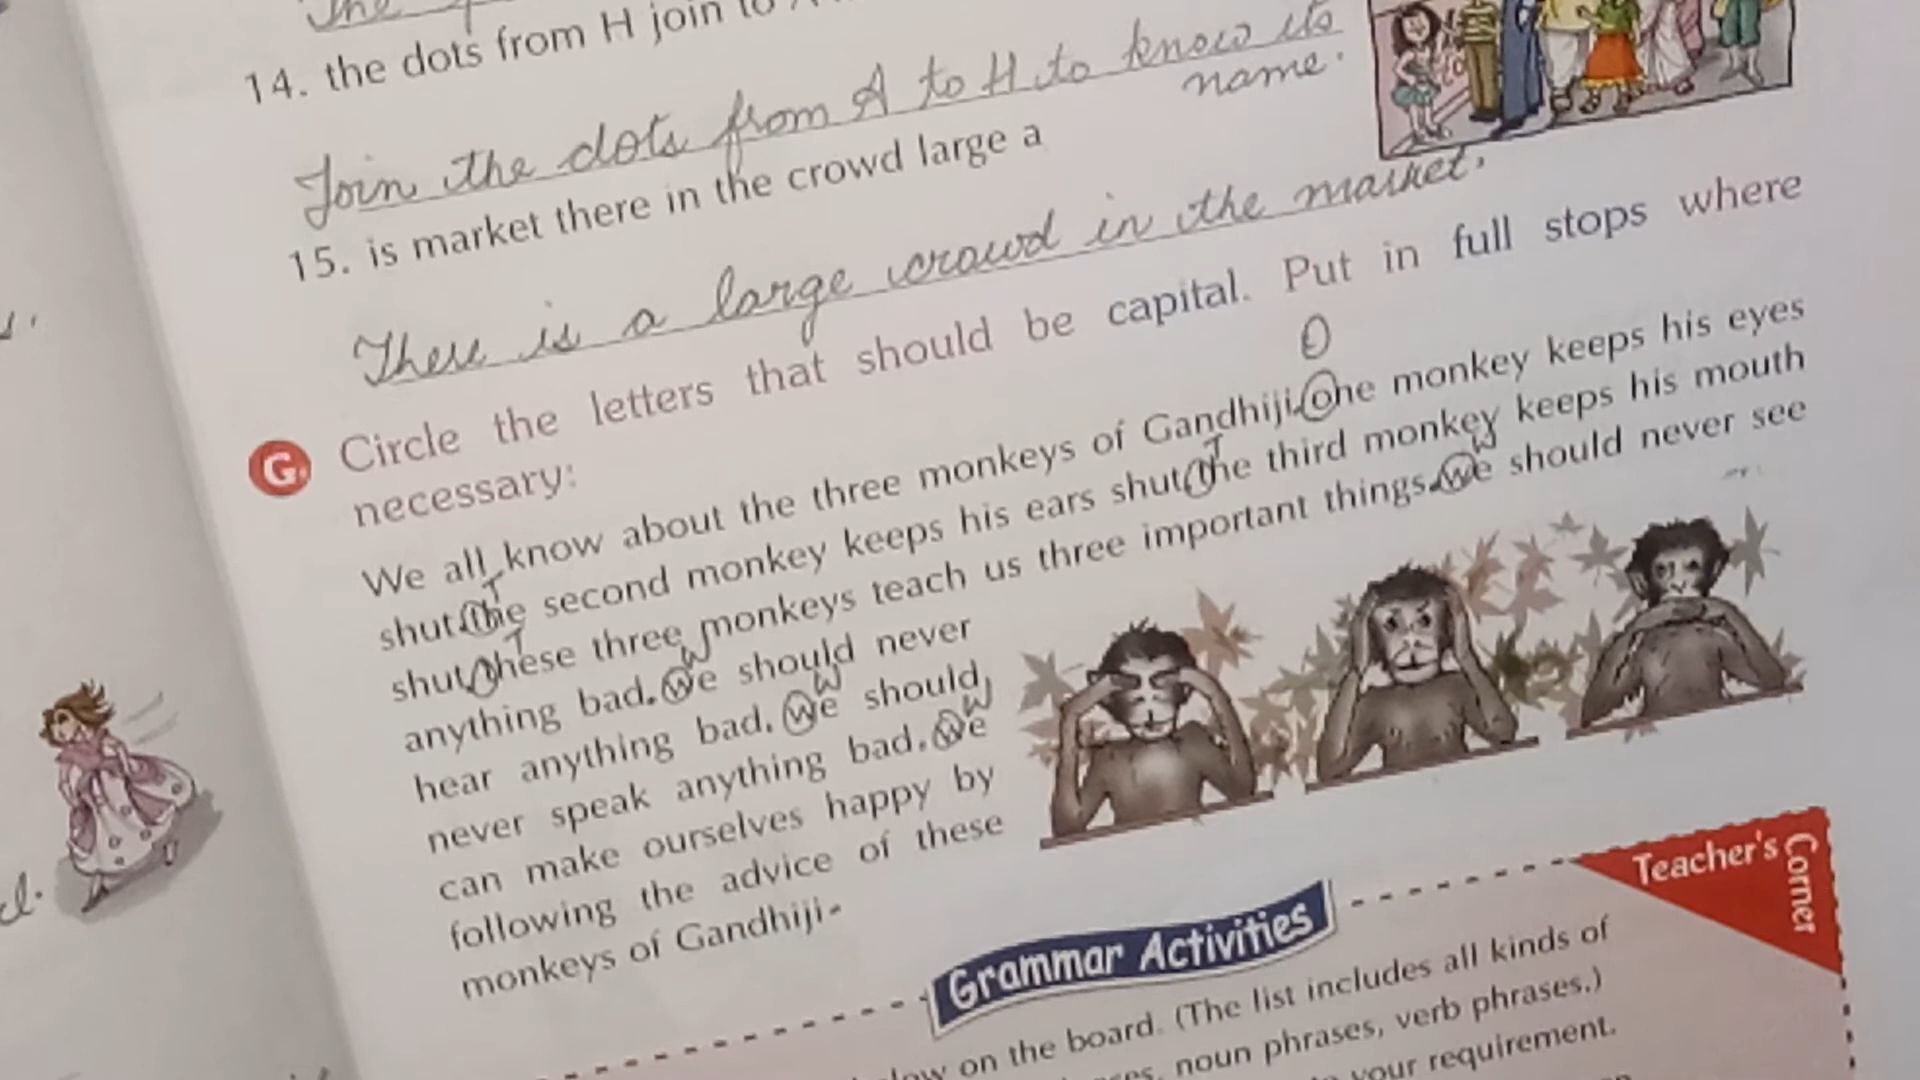 The
14. the dots from H join to
Join the dots from A to H to know its
name.
15. is market there in the crowd large a
There is a large crowd in the market.
G. Circle the letters that should be capital. Put in full stops where
necessary:
O
We all know about the three monkeys of Gandhiji. one monkey keeps his eyes
T T W
shut. the second monkey keeps his ears shut. the third monkey keeps his mouth
T W
shut. these three monkeys teach us three important things. we should never see
anything bad. we should never
W
hear anything bad. we should
W
never speak anything bad. we
can make ourselves happy by
following the advice of these
monkeys of Gandhiji.
Teacher's Corner
Grammar Activities
on the board. (The list includes all kinds of
noun phrases, verb phrases.)
your requirement.